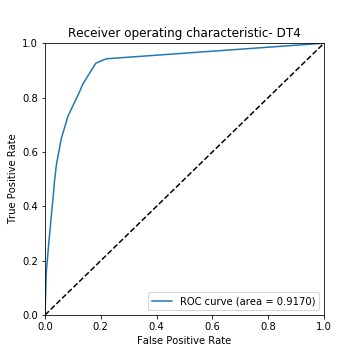 Receiver operating characteristic- DT4
1.0
0.8
0.6
0.4
0.2
0.0
True Positive Rate
ROC curve (area = 0.9170)
0.0 0.2 0.4 0.6 0.8 1.0
False Positive Rate